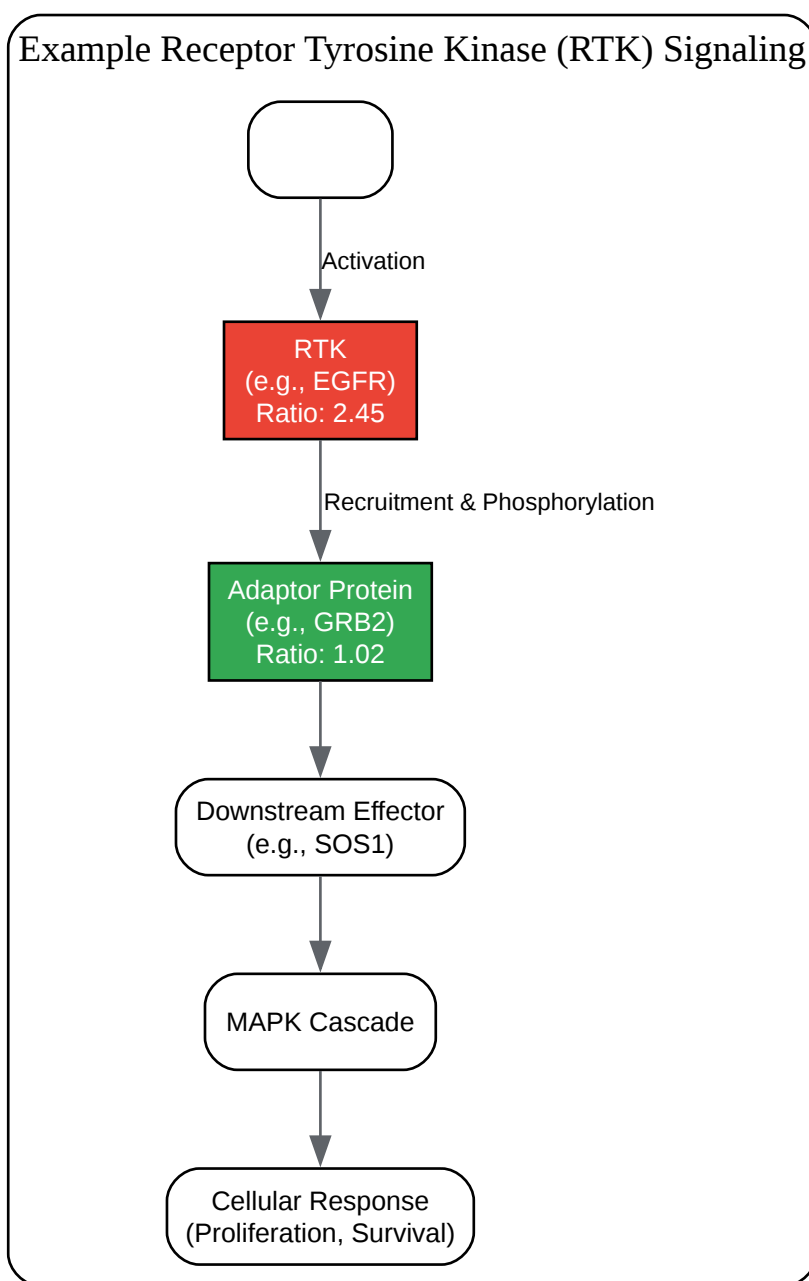 Example Receptor Tyrosine Kinase (RTK) Signaling
Activation
RTK
(e.g., EGFR)
Ratio: 2.45
Recruitment & Phosphorylation
Adaptor Protein
(e.g., GRB2)
Ratio: 1.02
Downstream Effector
(e.g., SOS1)
MAPK Cascade
Cellular Response
(Proliferation, Survival)